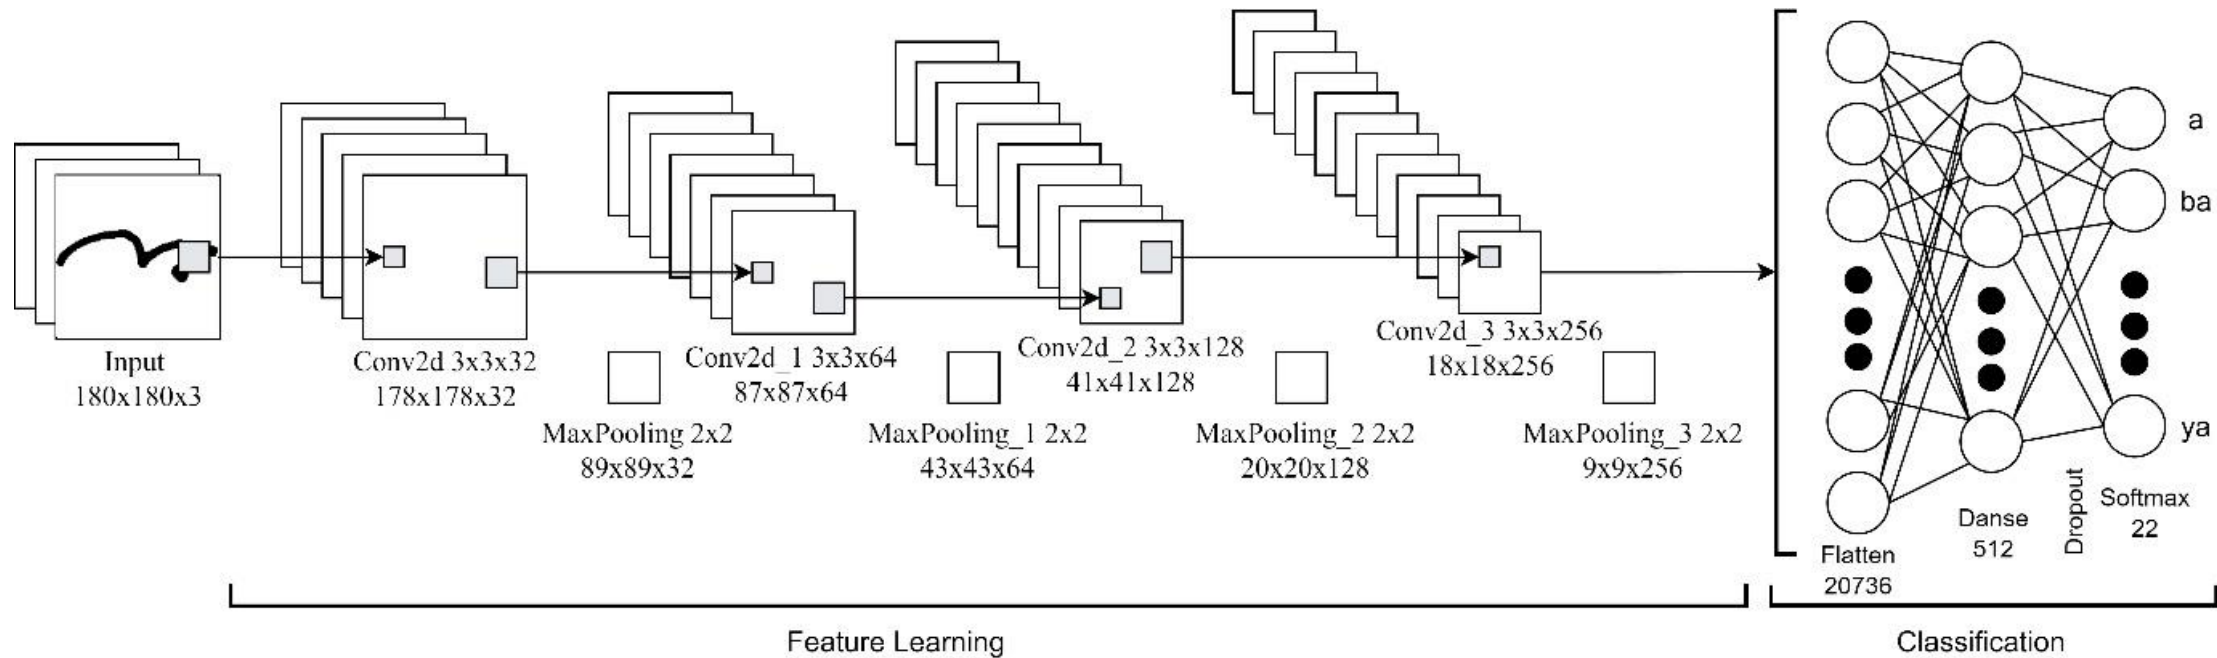 Input
180x180x3
Conv2d 3x3x32
178x178x32
MaxPooling 2x2
89x89x32
Conv2d_1 3x3x64
87x87x64
MaxPooling_1 2x2
43x43x64
Conv2d_2 3x3x128
41x41x128
MaxPooling_2 2x2
20x20x128
Conv2d_3 3x3x256
18x18x256
MaxPooling_3 2x2
9x9x256
Flatten
20736
Danse
512
Dropout
Softmax
22
a
ba
ya
Feature Learning
Classification